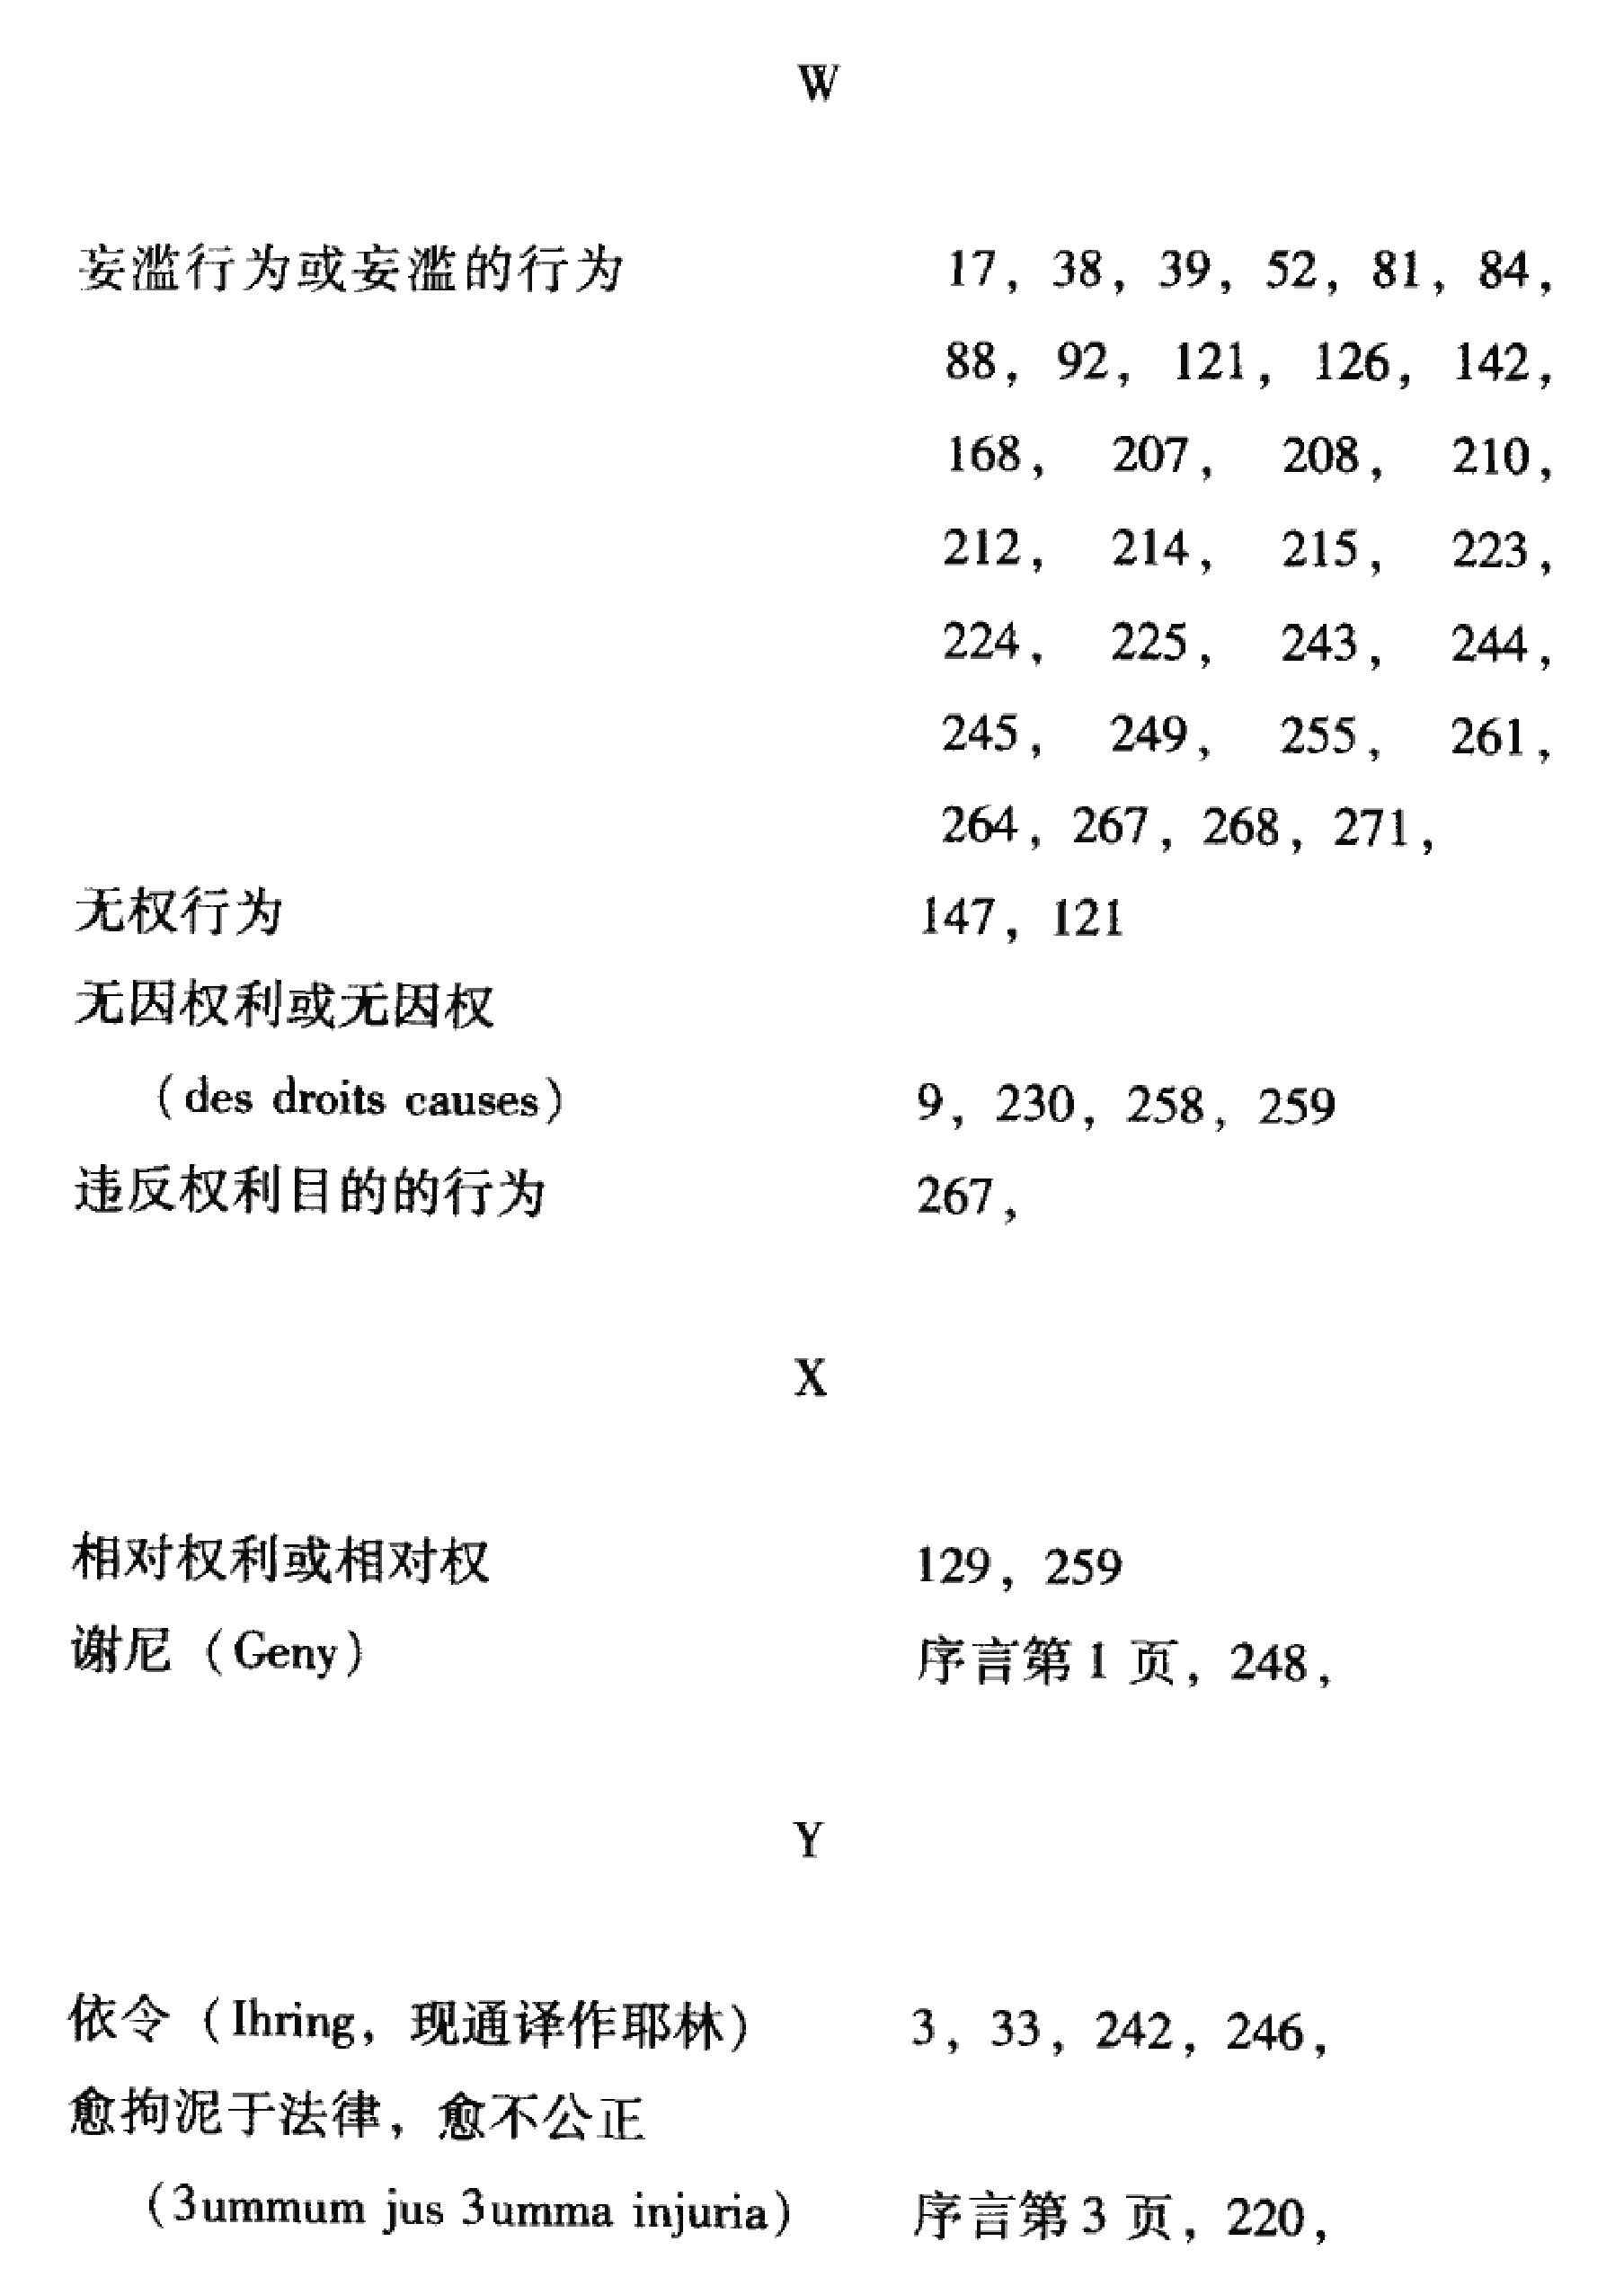 W
妄滥行为或妄滥的行为 17, 38, 39, 52, 81, 84,
88, 92, 121, 126, 142,
168, 207, 208, 210,
212, 214, 215, 223,
224, 225, 243, 244,
245, 249, 255, 261,
264, 267, 268, 271,
无权行为 147, 121
无因权利或无因权
(des droits causes) 9, 230, 258, 259
违反权利目的的行为 267,
X
相对权利或相对权 129, 259
谢尼 (Geny) 序言第 1 页, 248,
Y
依令 (Ihring, 现通译作耶林) 3, 33, 242, 246,
愈拘泥于法律, 愈不公正
(3ummum jus 3umma injuria) 序言第 3 页, 220,